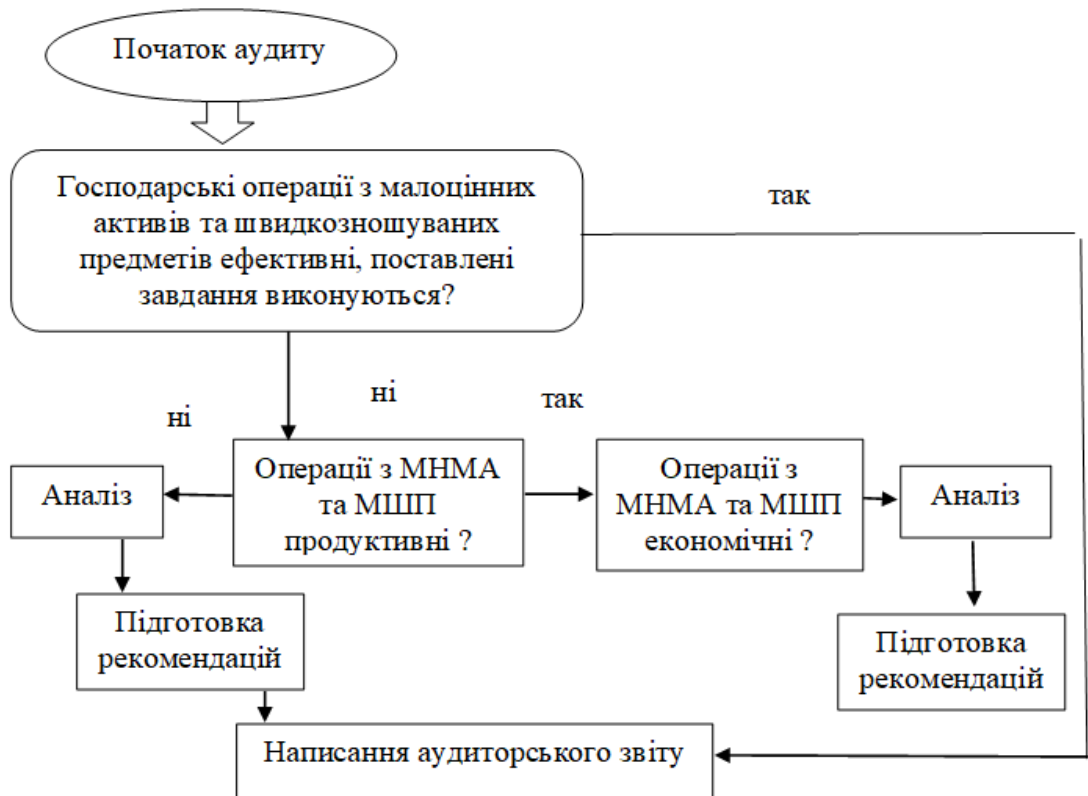 Початок аудиту
Господарські операції з малоцінних
активів та швидкозношуваних
предметів ефективні, поставлені
завдання виконуються?
так
ні
ні
так
Аналіз
Операції з МНМА
та МШП
продуктивні ?
Операції з
МНМА та МШП
економічні ?
Аналіз
Підготовка
рекомендацій
Підготовка
рекомендацій
Написання аудиторського звіту